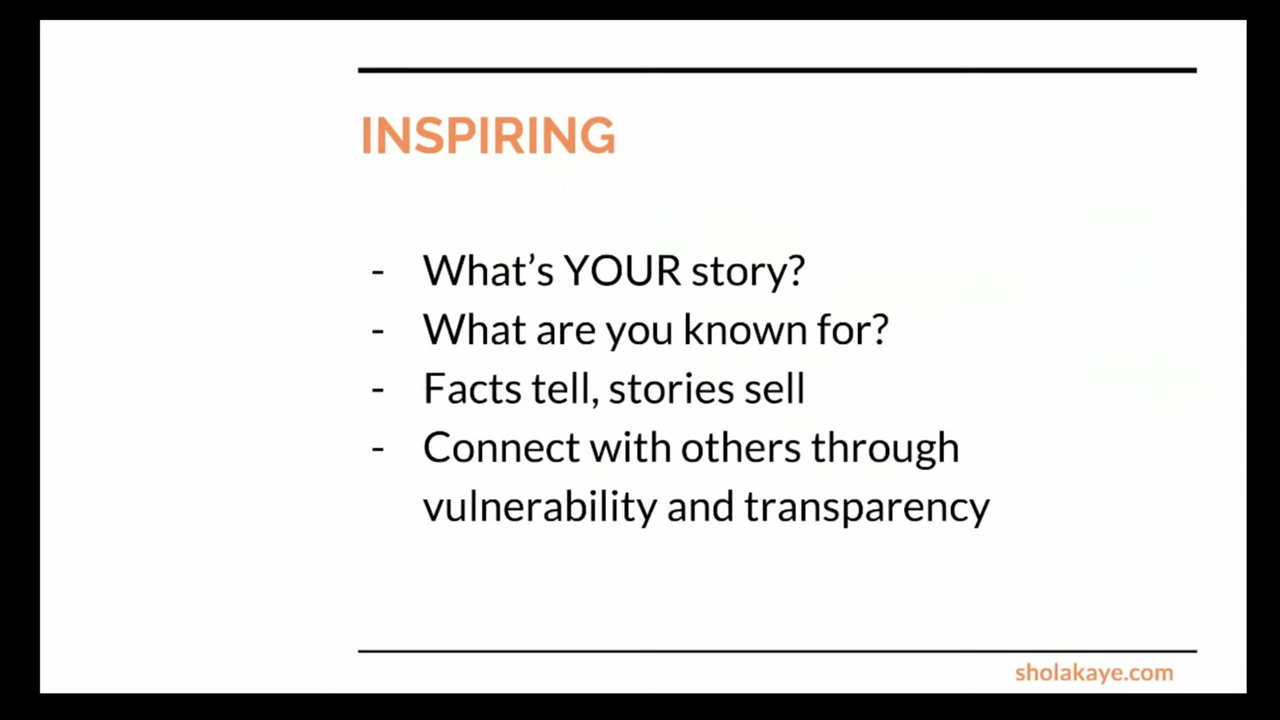 INSPIRING
- What’s YOUR story?
- What are you known for?
- Facts tell, stories sell
- Connect with others through
vulnerability and transparency
sholakaye.com